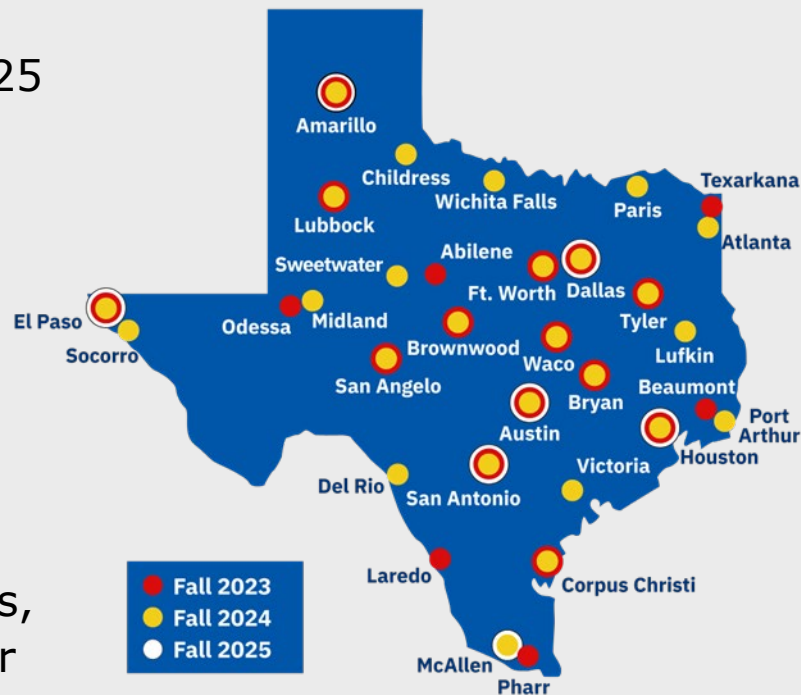 25
Amarillo
Childress
Wichita Falls
Paris
Texarkana
Lubbock
Atlanta
Sweetwater
Abilene
Ft. Worth
Dallas
El Paso
Odessa
Midland
Tyler
Socorro
Brownwood
Waco
Lufkin
San Angelo
Bryan
Beaumont
Austin
Port
Arthur
Houston
Victoria
Del Rio
San Antonio
Laredo
Corpus Christi
McAllen
Pharr
Fall 2023
Fall 2024
Fall 2025
s,
r